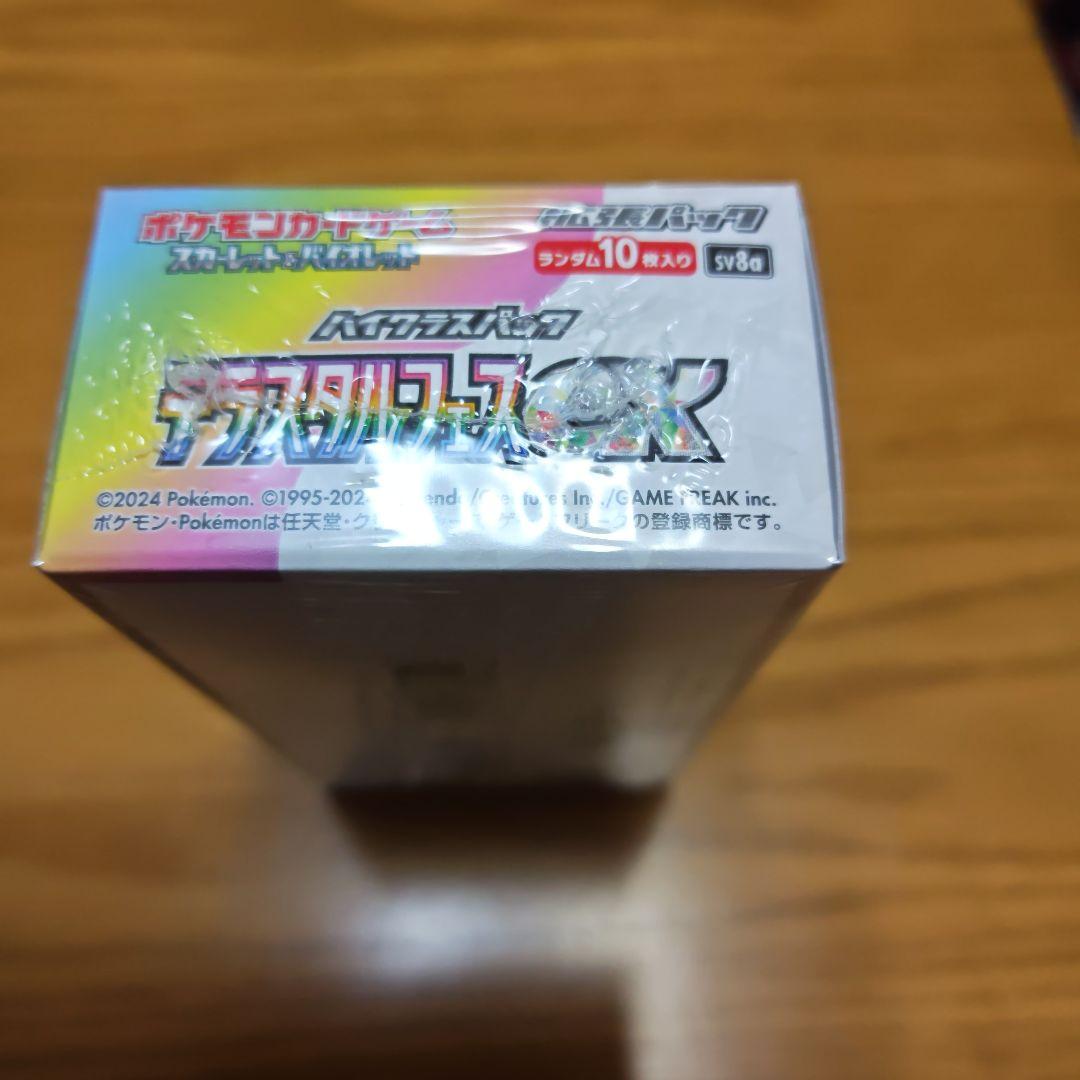 ポケモンカードゲーム
スカーレット&バイオレット
拡張パック
ランダム10枚入り
sv8a
ハイクラスパック
テラスタルフェスex
©2024 Pokémon. ©1995-202 /Creatures Inc./GAME FREAK inc.
ポケモン・Pokémonは任天堂・ の登録商標です。